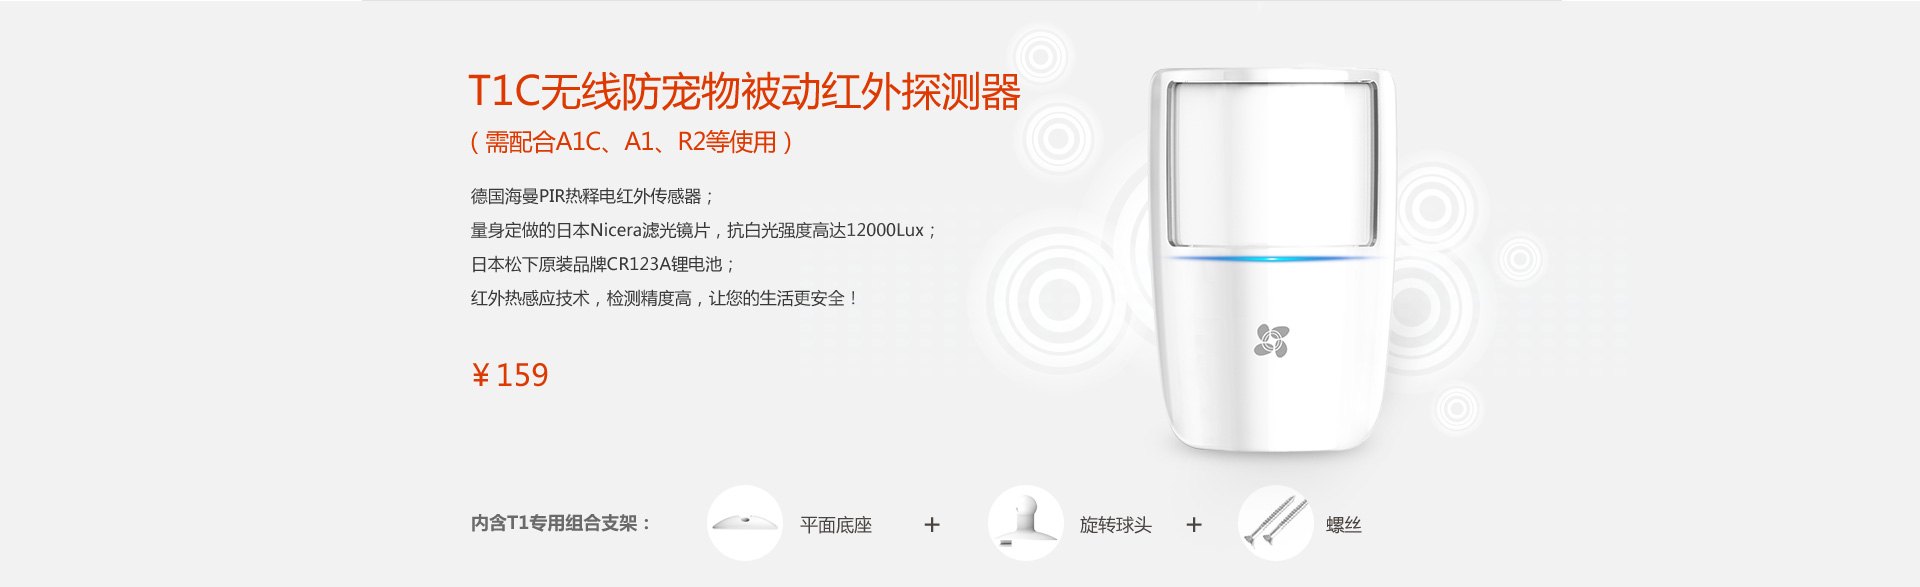 T1C无线防宠物被动红外探测器
（需配合A1C、A1、R2等使用）
德国海曼PIR热释电红外传感器；
量身定做的日本Nicera滤光镜片，抗白光强度高达12000Lux；
日本松下原装品牌CR123A锂电池；
红外热感应技术，检测精度高，让您的生活更安全！
￥159
内含T1专用组合支架： 平面底座 + 旋转球头 + 螺丝